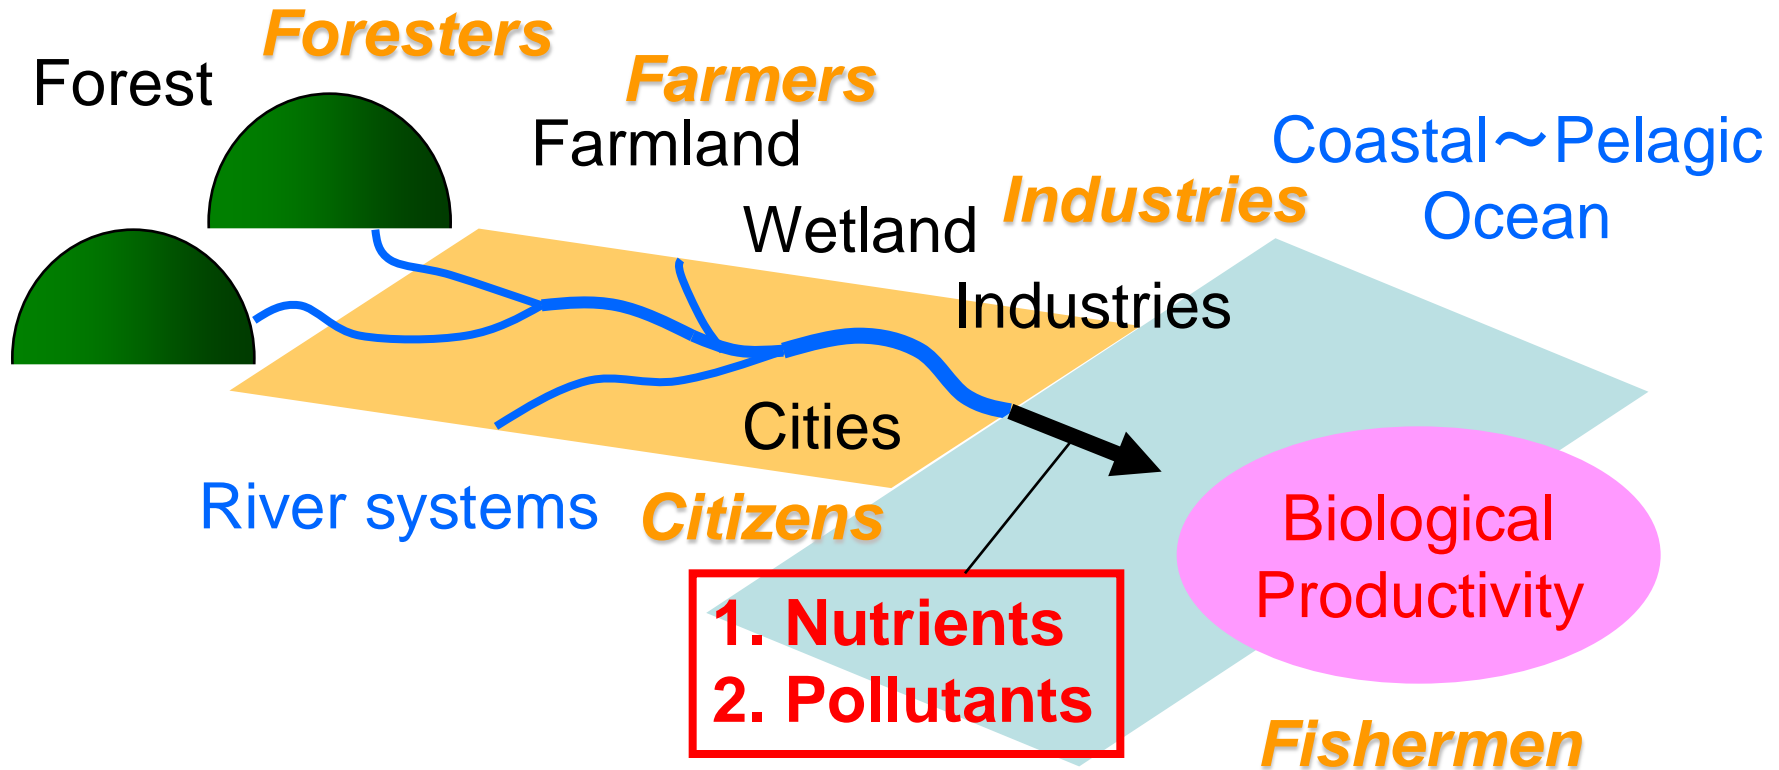 Foresters
Forest
Farmers
Farmland
Coastal～Pelagic
Ocean
Industries
Wetland
Industries
Cities
River systems
Citizens
Biological
Productivity
1. Nutrients
2. Pollutants
Fishermen